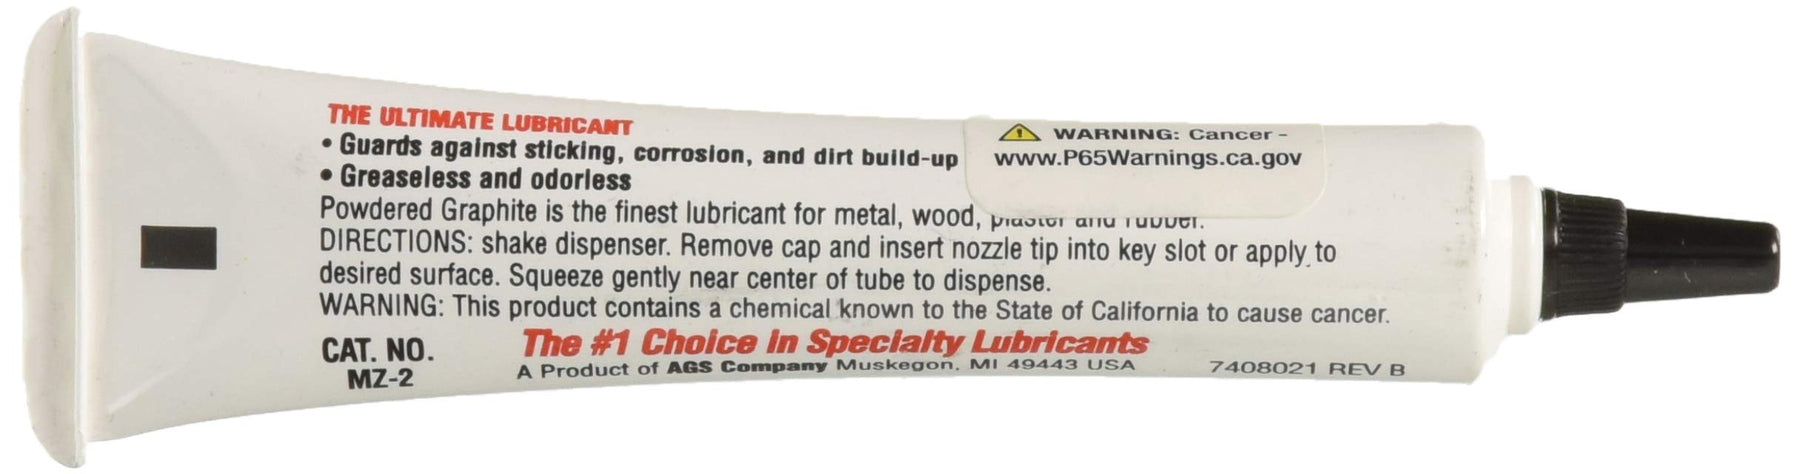 THE ULTIMATE LUBRICANT
• Guards against sticking, corrosion, and dirt build-up
• Greaseless and odorless
Powdered Graphite is the finest lubricant for metal, wood, plaster and rubber.
DIRECTIONS: shake dispenser. Remove cap and insert nozzle tip into key slot or apply to
desired surface. Squeeze gently near center of tube to dispense.
WARNING: This product contains a chemical known to the State of California to cause cancer.
CAT. NO.
MZ-2
The #1 Choice In Specialty Lubricants
A Product of AGS Company Muskegon, MI 49443 USA
7408021 REV B
WARNING: Cancer -
www.P65Warnings.ca.gov